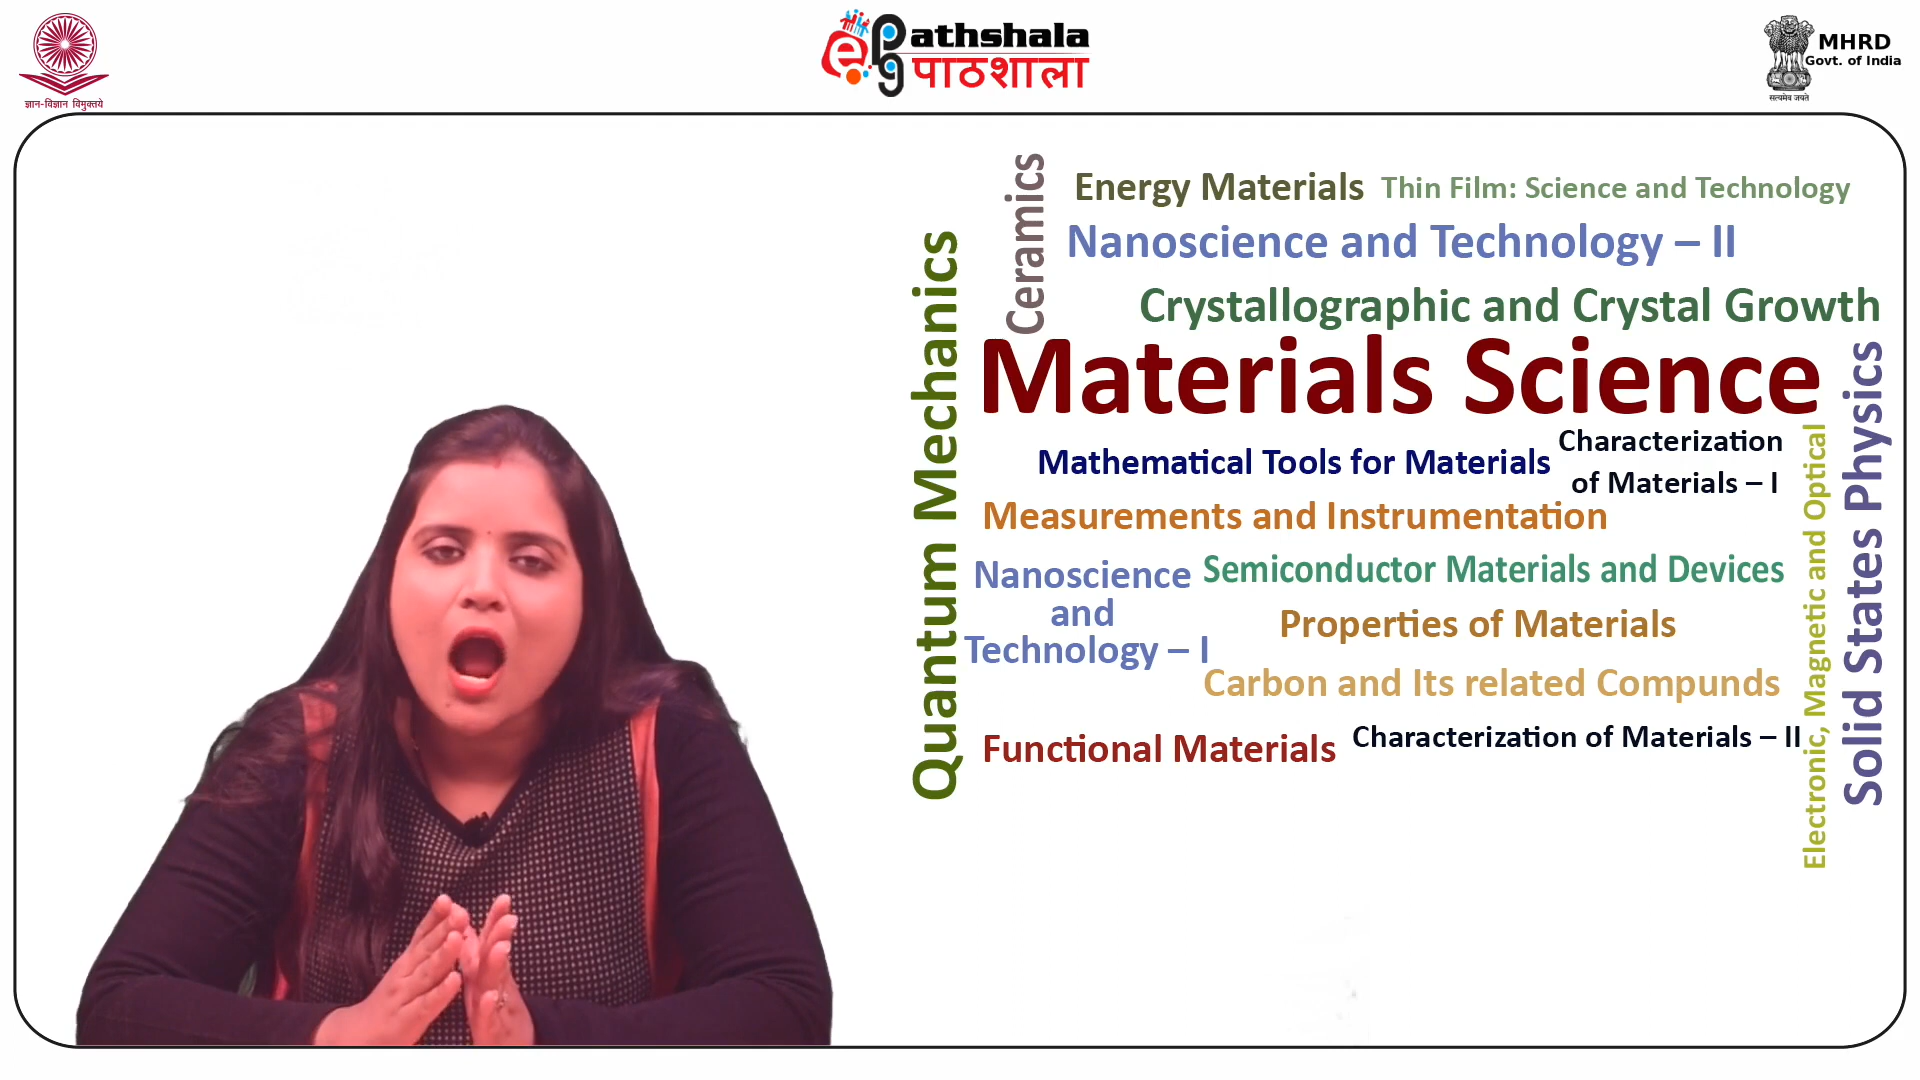 ज्ञान-विज्ञान विमुक्तये
ePathshala
पाठशाला
MHRD
Govt. of India
सत्यमेव जयते
Quantum Mechanics
Ceramics
Energy Materials
Thin Film: Science and Technology
Nanoscience and Technology – II
Crystallographic and Crystal Growth
Materials Science
Mathematical Tools for Materials
Characterization
of Materials – I
Measurements and Instrumentation
Nanoscience
and
Technology – I
Semiconductor Materials and Devices
Properties of Materials
Carbon and Its related Compunds
Functional Materials
Characterization of Materials – II
Electronic, Magnetic and Optical
Solid States Physics